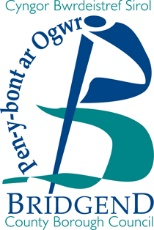 Cyngor Bwrdeistref Sirol
Pen-y-bont ar Ogwr
BRIDGEND
County Borough Council